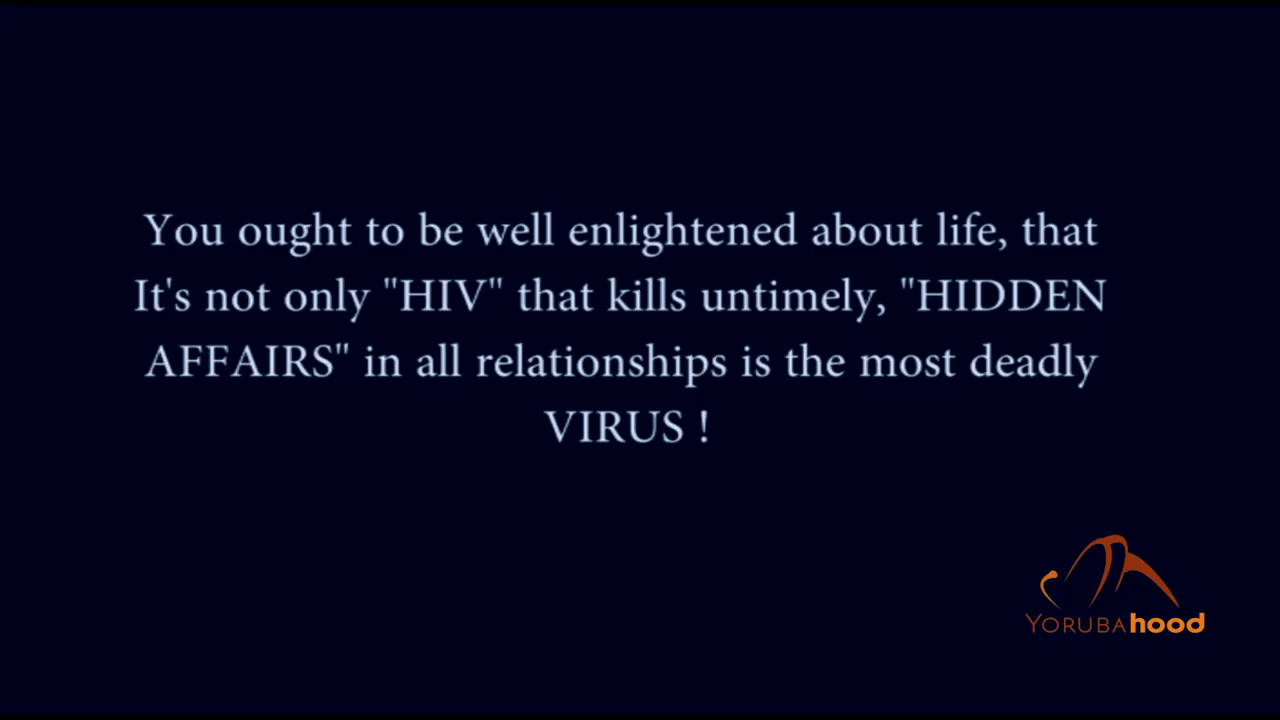 You ought to be well enlightened about life, that
It's not only "HIV" that kills untimely, "HIDDEN
AFFAIRS" in all relationships is the most deadly
VIRUS !
YORUBAhood